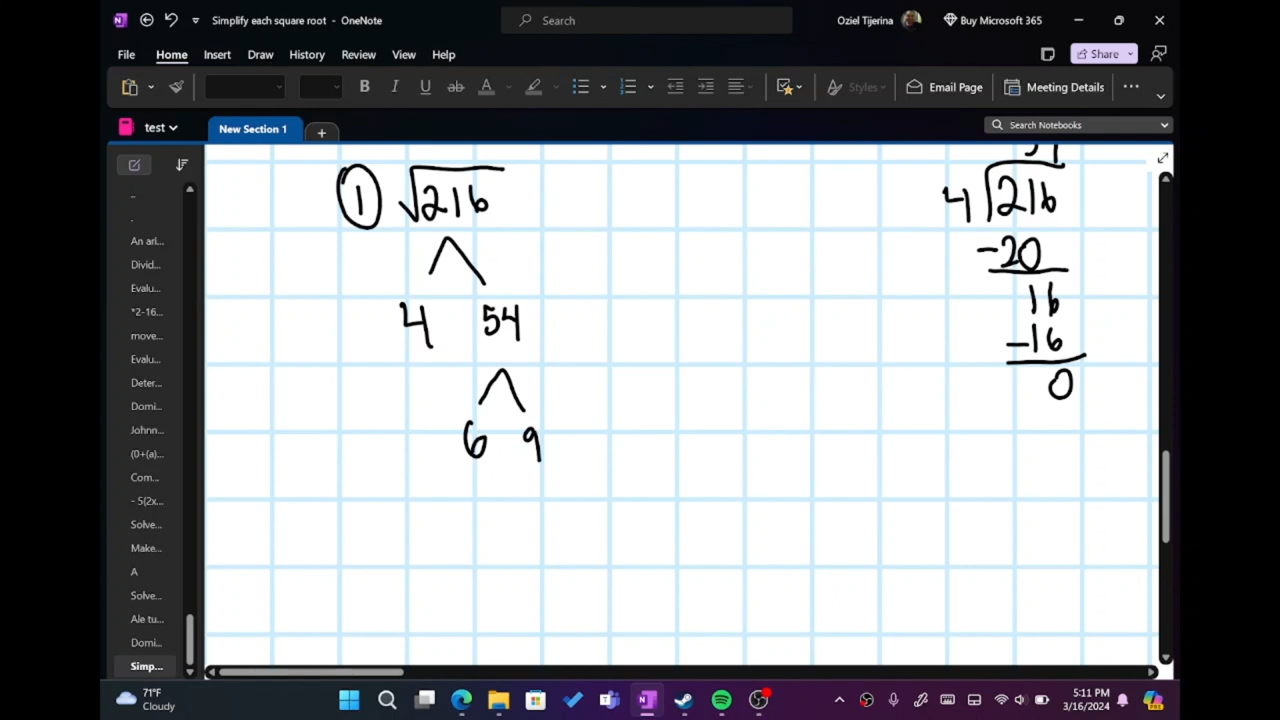 Simplify each square root - OneNote
Search
Oziel Tijerina
Buy Microsoft 365
File Home Insert Draw History Review View Help
Share
B I U ab A
Styles
Email Page
Meeting Details
test
New Section 1
Search Notebooks
An ari...
Divid...
Evalu...
*2-16...
move...
Evalu...
Deter...
Domi...
Johnn...
(0+(a)...
Com...
- 5(2x...
Solve...
Make...
A
Solve...
Ale tu...
Domi...
Simp...
1 √216
4 54
6 9
4 216
-20
16
-16
0
71°F
Cloudy
5:11 PM
3/16/2024